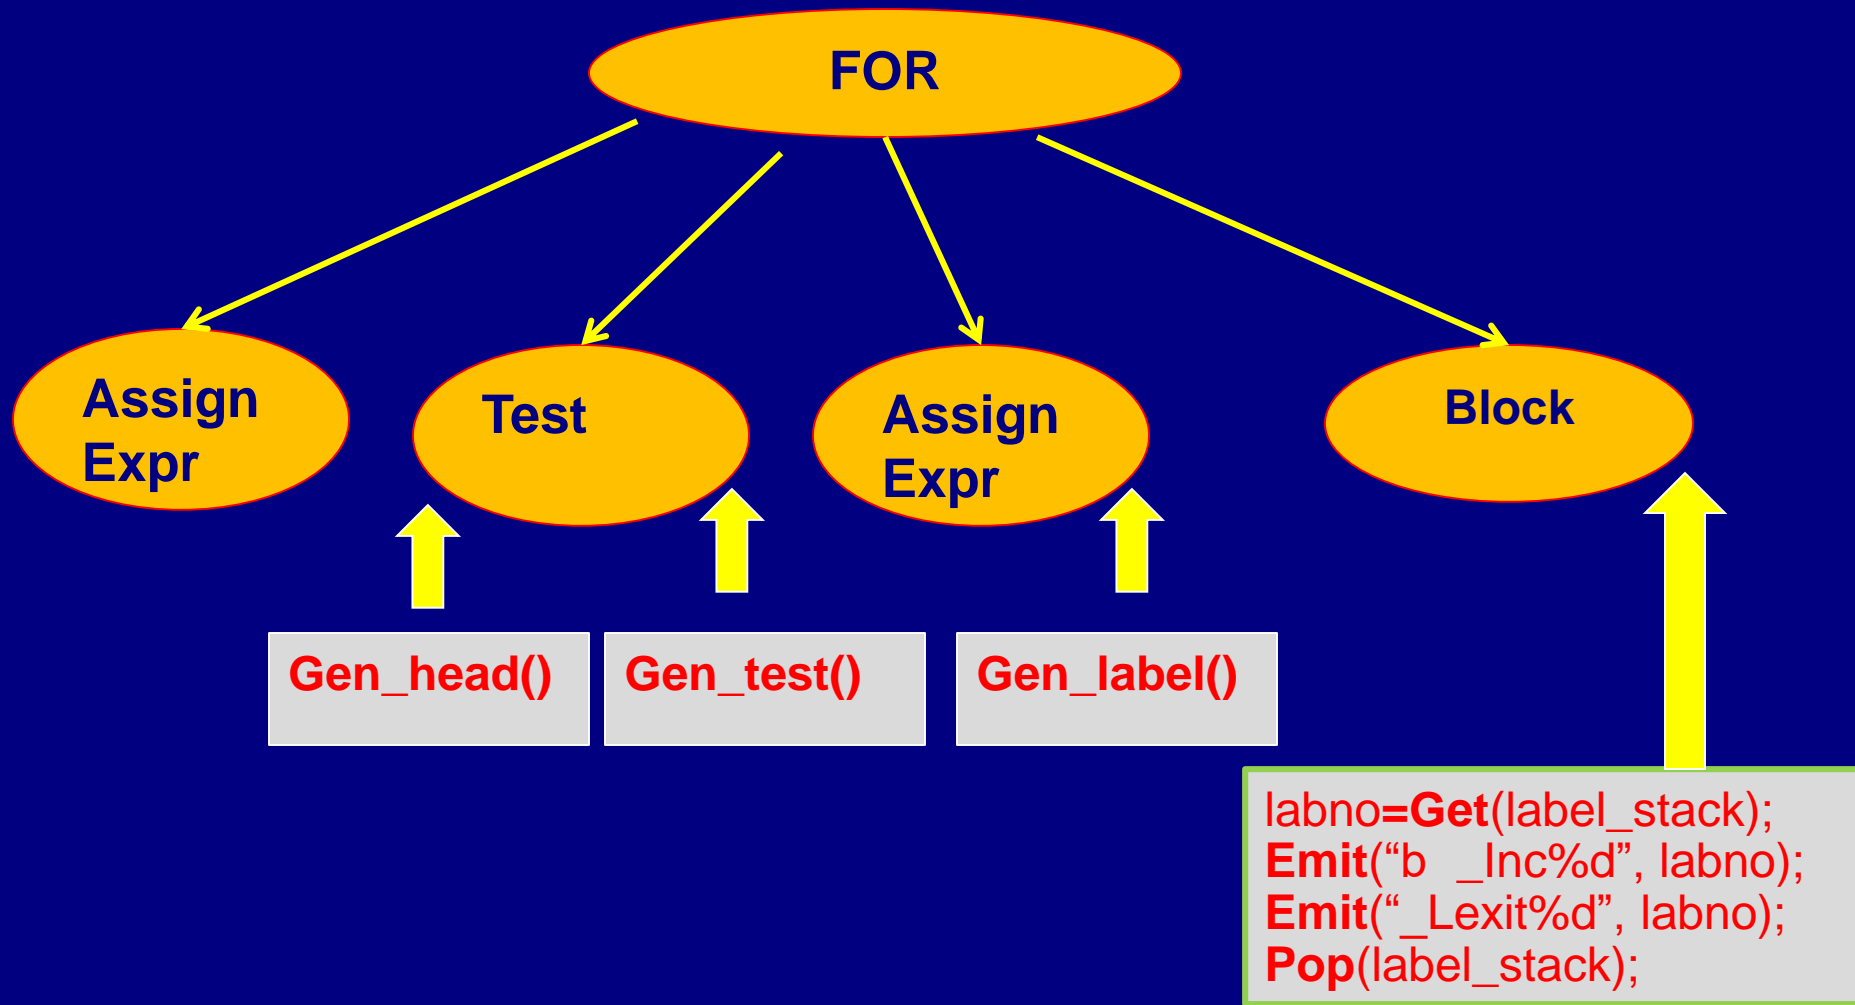 FOR
Assign
Expr
Test
Assign
Expr
Block
Gen_head()
Gen_test()
Gen_label()
labno=Get(label_stack);
Emit(“b _Inc%d”, labno);
Emit(“_Lexit%d”, labno);
Pop(label_stack);